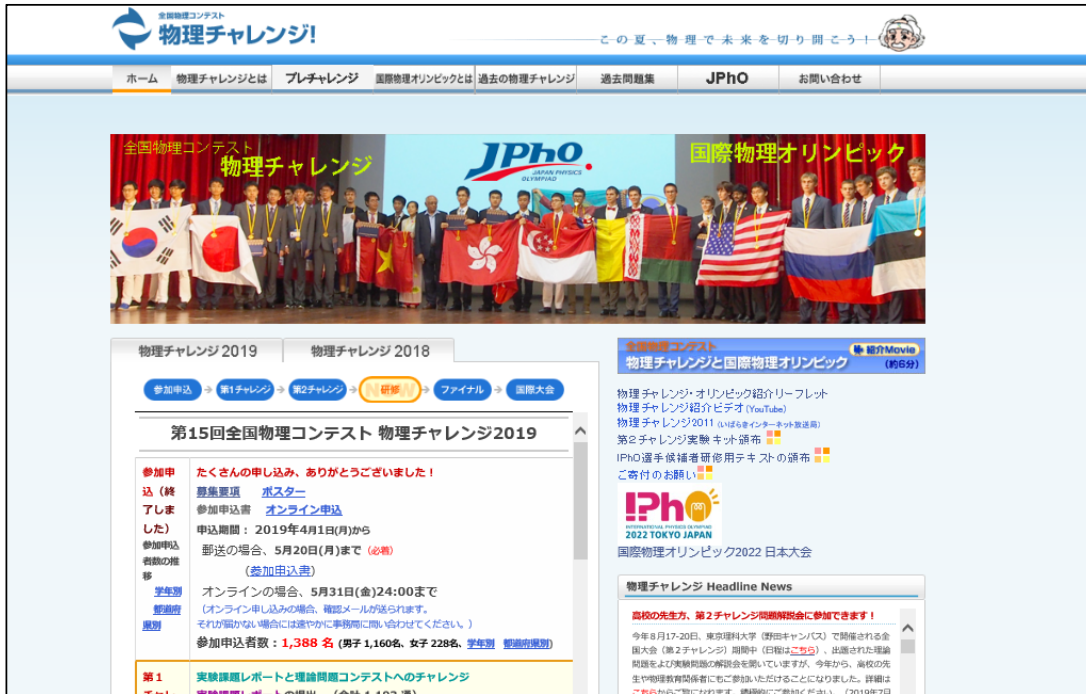 全国物理コンテスト
物理チャレンジ!
この夏、物理で未来を切り開こう！
ホーム 物理チャレンジとは プレチャレンジ 国際物理オリンピックとは 過去の物理チャレンジ 過去問題集 JPhO お問い合わせ
全国物理コンテスト
物理チャレンジ
JPhO
JAPAN PHYSICS
OLYMPIAD
国際物理オリンピック
物理チャレンジ2019 物理チャレンジ 2018
参加申込 第1チャレンジ 第2チャレンジ 研修 ファイナル 国際大会
第15回全国物理コンテスト 物理チャレンジ2019
参加申込（終了しました）
参加申込者数の推移
学年別
都道府県別
たくさんの申し込み、ありがとうございました！
募集要項 ポスター
参加申込書 オンライン申込
申込期間： 2019年4月1日(月)から
郵送の場合、5月20日(月)まで（必着）
（参加申込書）
オンラインの場合、5月31日(金)24:00まで
（オンライン申し込みの場合、確認メールが送られます。
それが届かない場合には速やかに事務局に問い合わせてください。）
参加申込者数：1,388 名 (男子 1,160名、女子 228名、学年別 都道府県別)
第１
実験課題レポートと理論問題コンテストへのチャレンジ
全国物理コンテスト
物理チャレンジと国際物理オリンピック
紹介Movie
(約6分)
物理チャレンジ・オリンピック紹介リーフレット
物理チャレンジ紹介ビデオ(YouTube)
物理チャレンジ2011（いばらきインターネット放送局）
第２チャレンジ実験キット頒布
IPhO選手候補者研修用テキストの頒布
ご寄付のお願い
IPhO
INTERNATIONAL PHYSICS OLYMPIAD
2022 TOKYO JAPAN
国際物理オリンピック2022 日本大会
物理チャレンジ Headline News
高校の先生方、第２チャレンジ問題解説会に参加できます！
今年８月17-20日、東京理科大学（野田キャンパス）で開催される全
国大会（第２チャレンジ）期間中（日程はこちら）、出題された理論
問題および実験問題の解説会を開いていますが、今年から、高校の先
生や物理教育関係者にもご参加いただけることになりました。詳細は